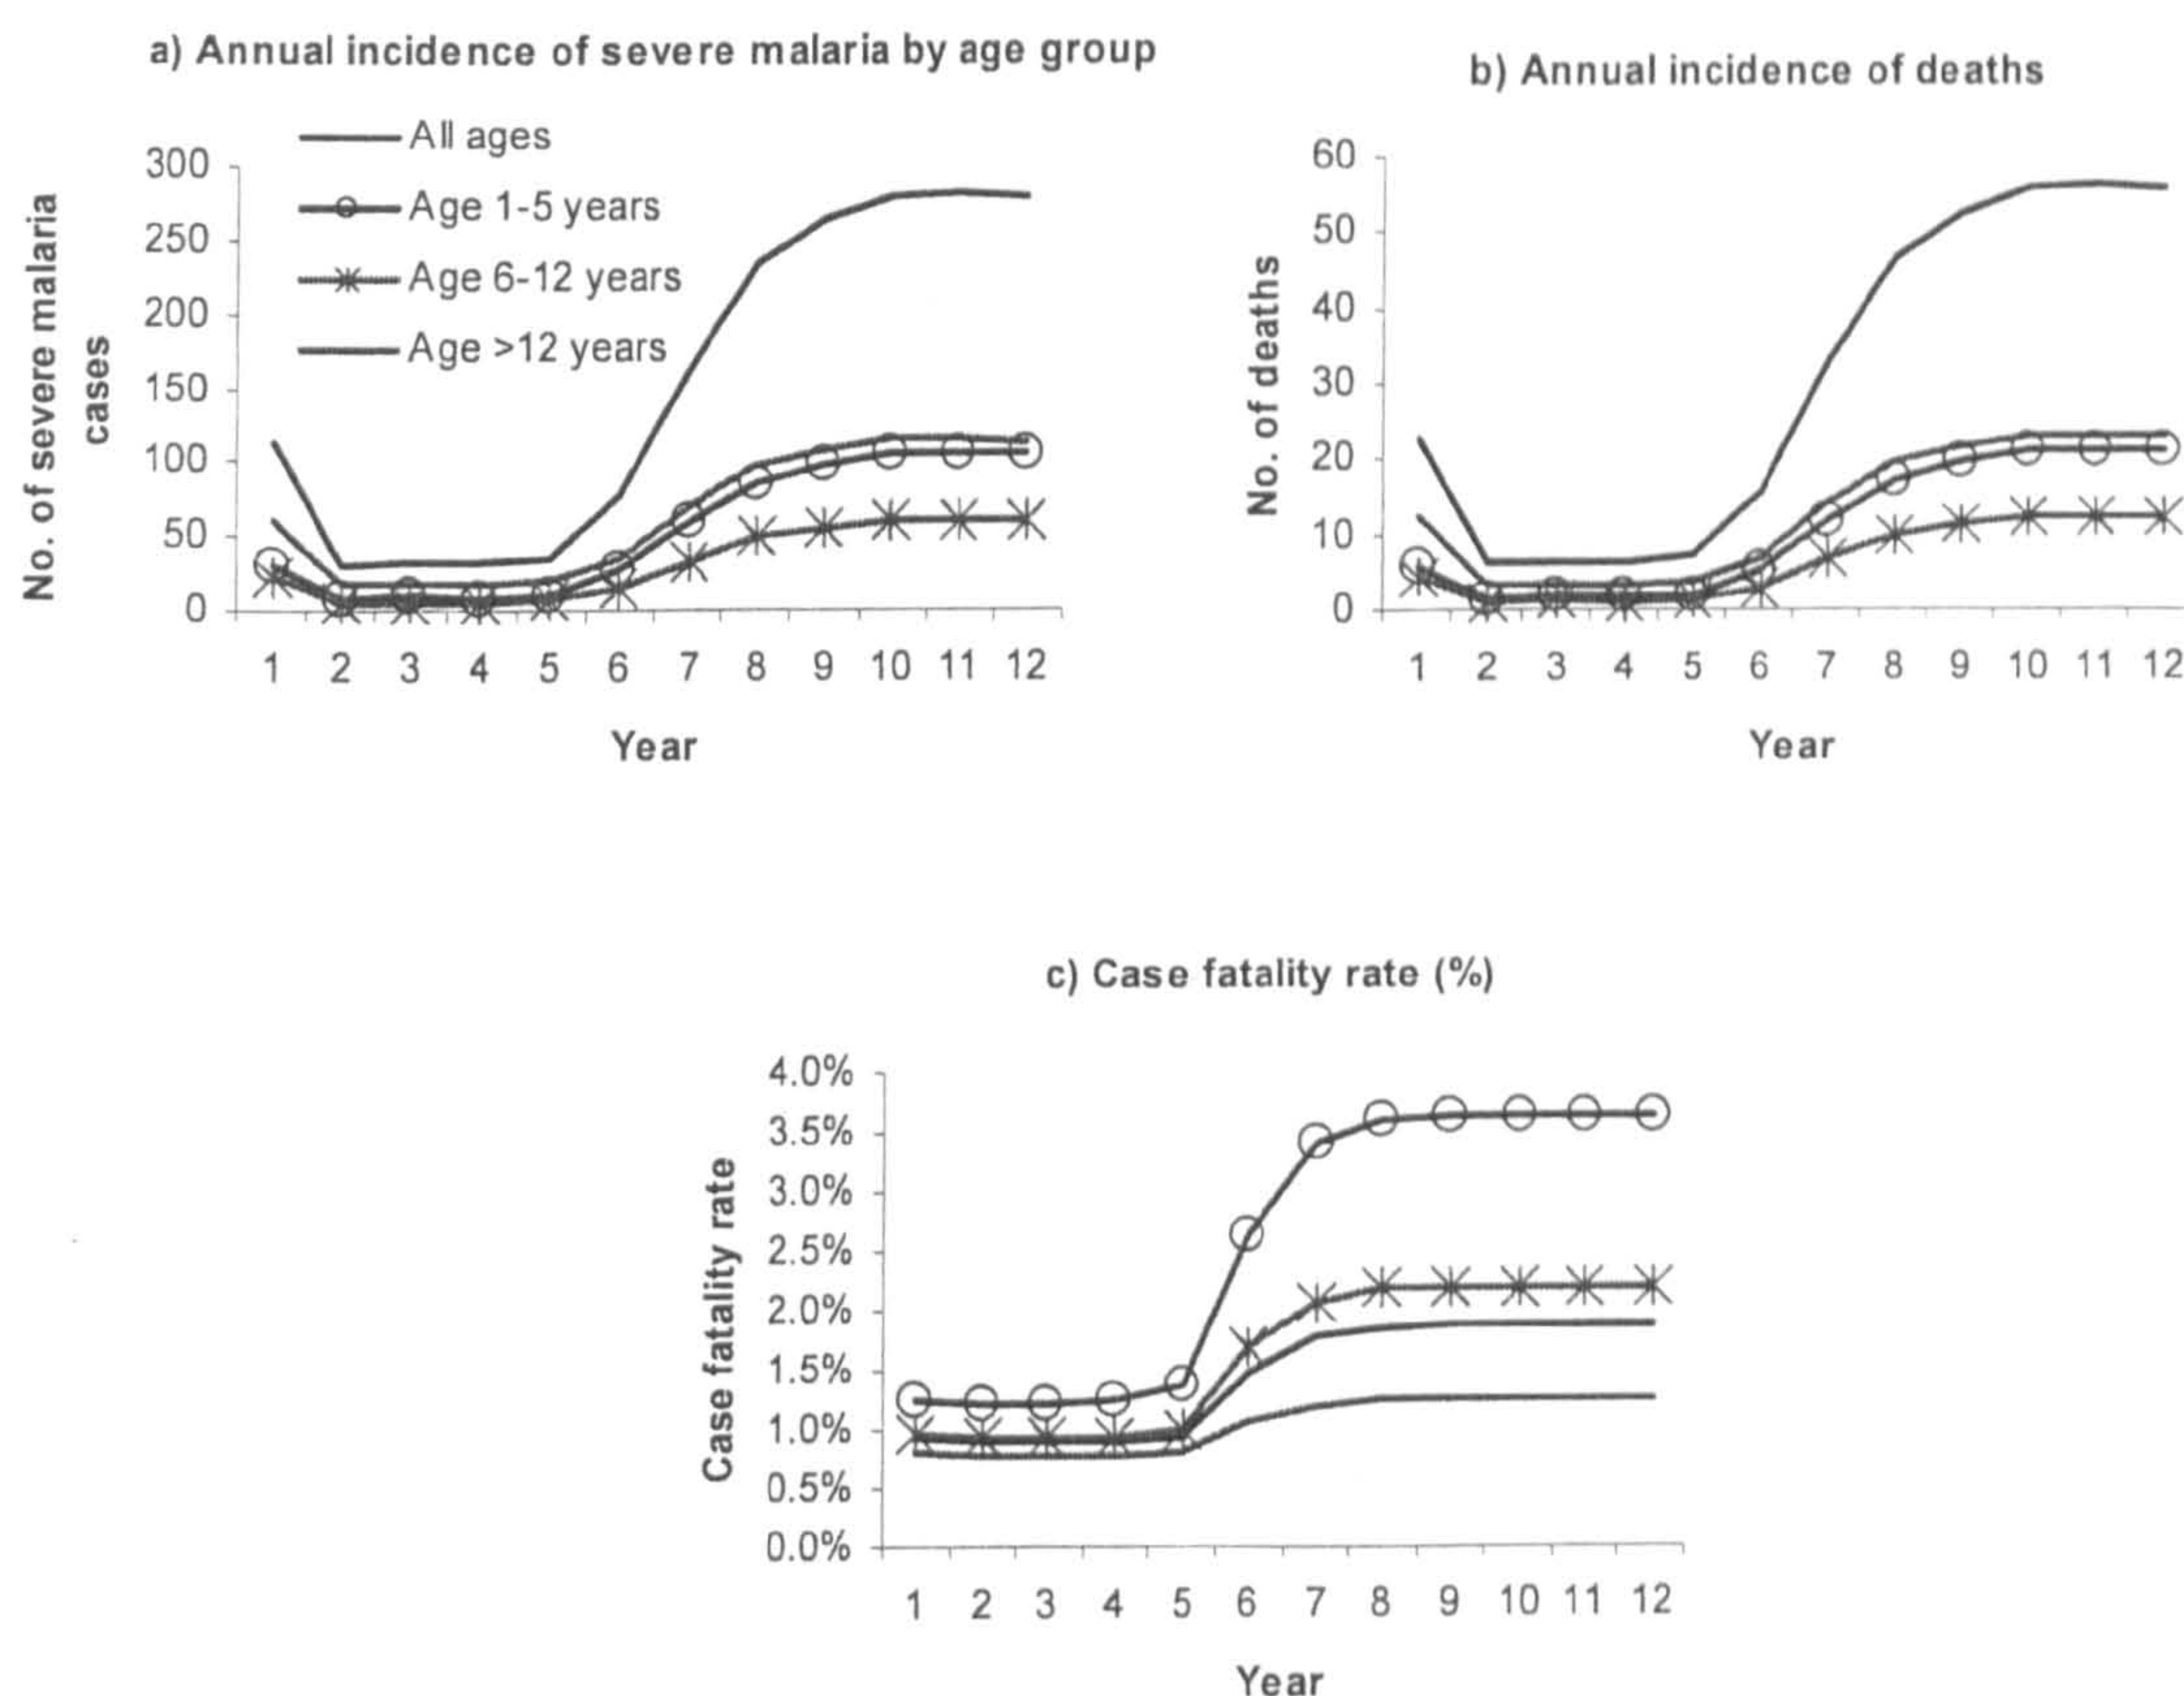 a) Annual incidence of severe malaria by age group
All ages
Age 1-5 years
Age 6-12 years
Age >12 years
No. of severe malaria
cases
300
250
200
150
100
50
0
1 2 3 4 5 6 7 8 9 10 11 12
Year
b) Annual incidence of deaths
No. of deaths
60
50
40
30
20
10
0
1 2 3 4 5 6 7 8 9 10 11 12
Year
c) Case fatality rate (%)
Case fatality rate
4.0%
3.5%
3.0%
2.5%
2.0%
1.5%
1.0%
0.5%
0.0%
1 2 3 4 5 6 7 8 9 10 11 12
Year